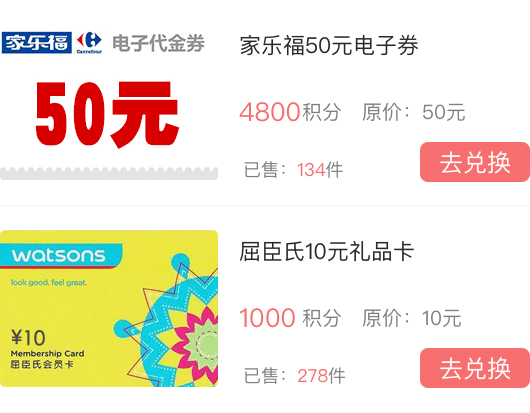 家乐福 Carrefour 电子代金券
50元
家乐福50元电子券
4800积分 原价：50元
已售：134件
去兑换
watsons
look good. feel great.
¥10
Membership Card
屈臣氏会员卡
屈臣氏10元礼品卡
1000 积分 原价：10元
已售：278件
去兑换